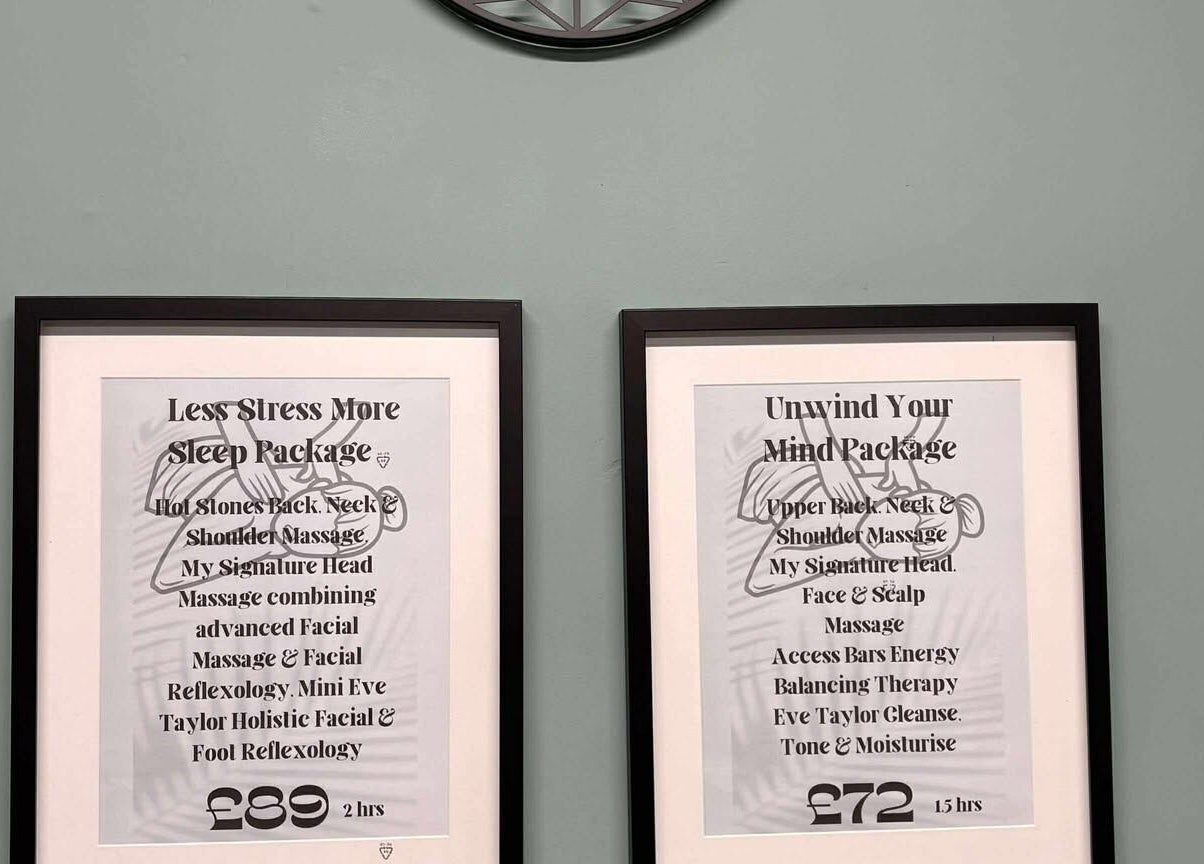 Less Stress More
Sleep Package
Hot Stones Back, Neck &
Shoulder Massage,
My Signature Head
Massage combining
advanced Facial
Massage & Facial
Reflexology, Mini Eve
Taylor Holistic Facial &
Foot Reflexology
£89 2 hrs
Unwind Your
Mind Package
Upper Back, Neck &
Shoulder Massage
My Signature Head,
Face & Scalp
Massage
Access Bars Energy
Balancing Therapy
Eve Taylor Cleanse,
Tone & Moisturise
£72 1.5 hrs